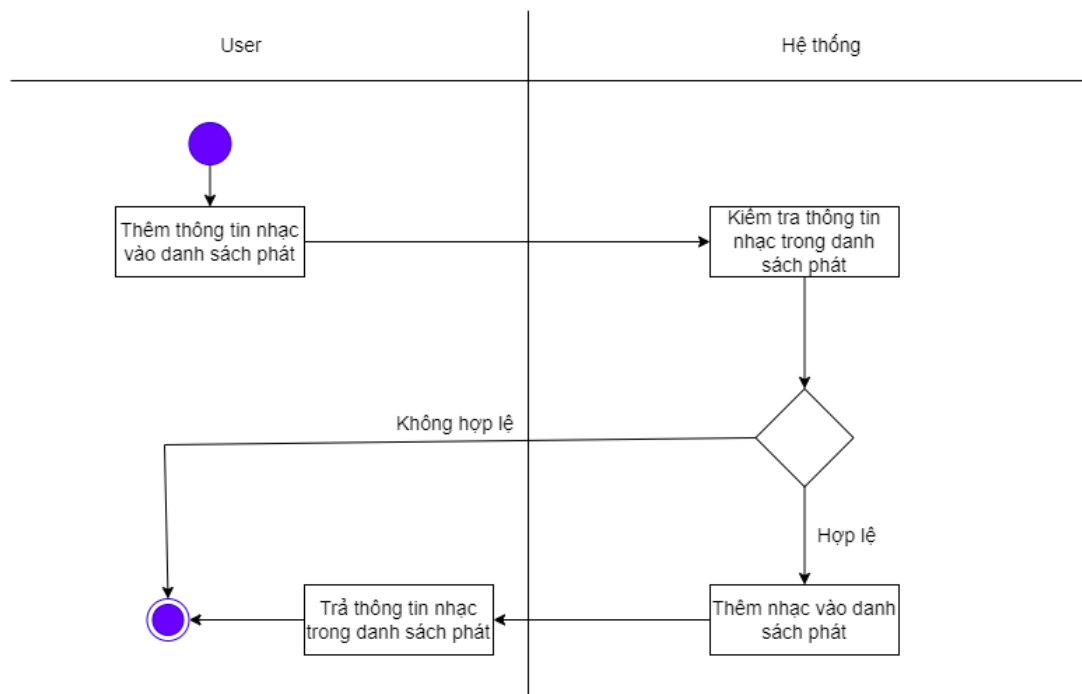 User
Hệ thống
Thêm thông tin nhạc
vào danh sách phát
Kiểm tra thông tin
nhạc trong danh
sách phát
Không hợp lệ
Hợp lệ
Trả thông tin nhạc
trong danh sách phát
Thêm nhạc vào danh
sách phát